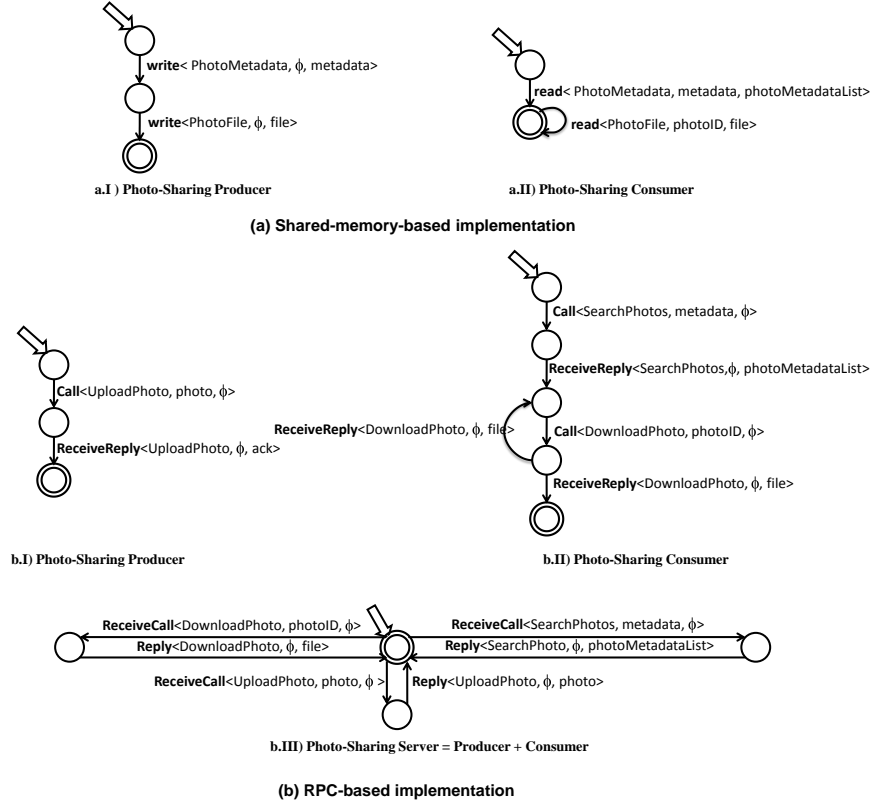 write< PhotoMetadata, ϕ, metadata>
write<PhotoFile, ϕ, file>
a.I ) Photo-Sharing Producer
read< PhotoMetadata, metadata, photoMetadataList>
read<PhotoFile, photoID, file>
a.II) Photo-Sharing Consumer
(a) Shared-memory-based implementation
Call<UploadPhoto, photo, ϕ>
ReceiveReply<UploadPhoto, ϕ, ack>
b.I) Photo-Sharing Producer
Call<SearchPhotos, metadata, ϕ>
ReceiveReply<SearchPhotos,ϕ, photoMetadataList>
ReceiveReply<DownloadPhoto, ϕ, file>
Call<DownloadPhoto, photoID, ϕ>
ReceiveReply<DownloadPhoto, ϕ, file>
b.II) Photo-Sharing Consumer
ReceiveCall<DownloadPhoto, photoID, ϕ>
Reply<DownloadPhoto, ϕ, file>
ReceiveCall<SearchPhotos, metadata, ϕ>
Reply<SearchPhoto, ϕ, photoMetadataList>
ReceiveCall<UploadPhoto, photo, ϕ >
Reply<UploadPhoto, ϕ, photo>
b.III) Photo-Sharing Server = Producer + Consumer
(b) RPC-based implementation